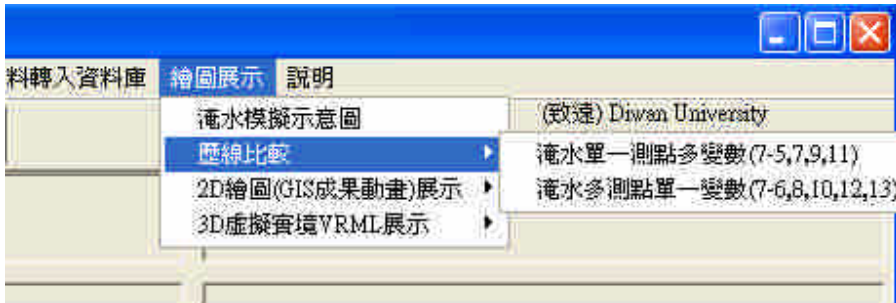 料轉入資料庫 繪圖展示 說明
淹水模擬示意圖
(致遠) Diwan University
歷線比較
淹水單一測點多變數(7-5,7,9,11)
2D繪圖(GIS成果動畫)展示
淹水多測點單一變數(7-6,8,10,12,13)
3D虛擬實境VRML展示